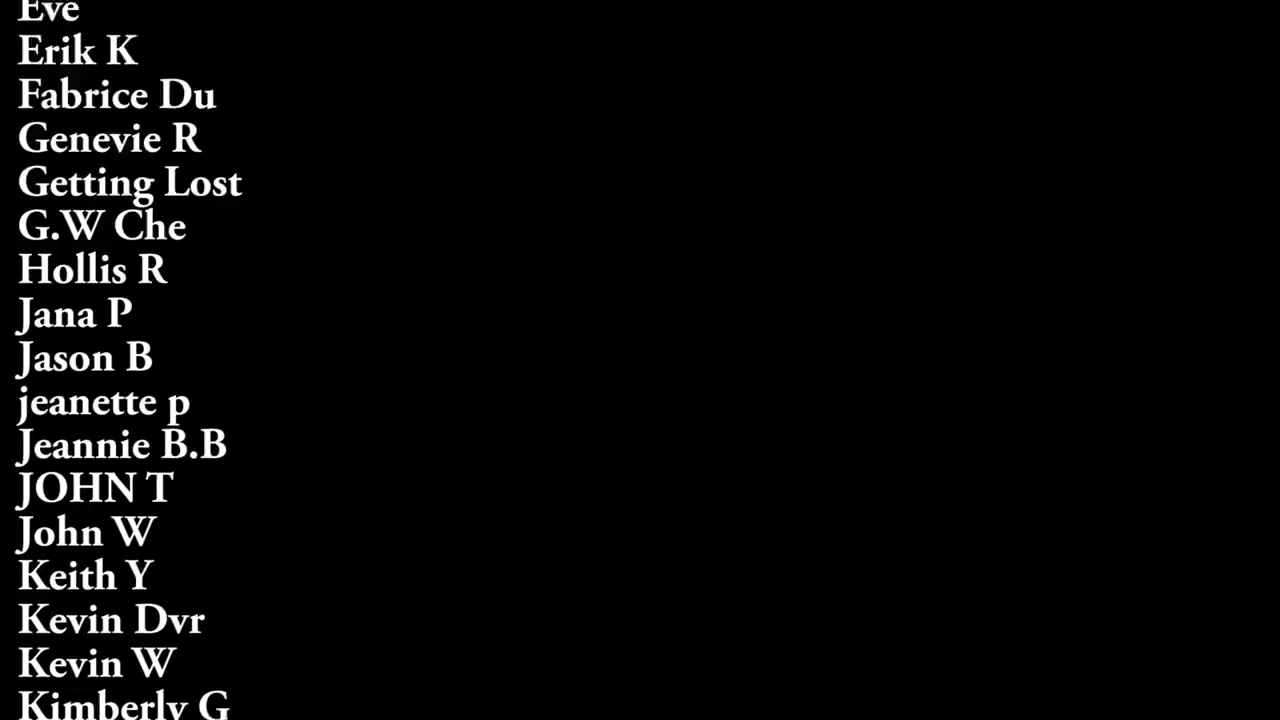 Eve
Erik K
Fabrice Du
Genevie R
Getting Lost
G.W Che
Hollis R
Jana P
Jason B
jeanette p
Jeannie B.B
JOHN T
John W
Keith Y
Kevin Dvr
Kevin W
Kimberly G